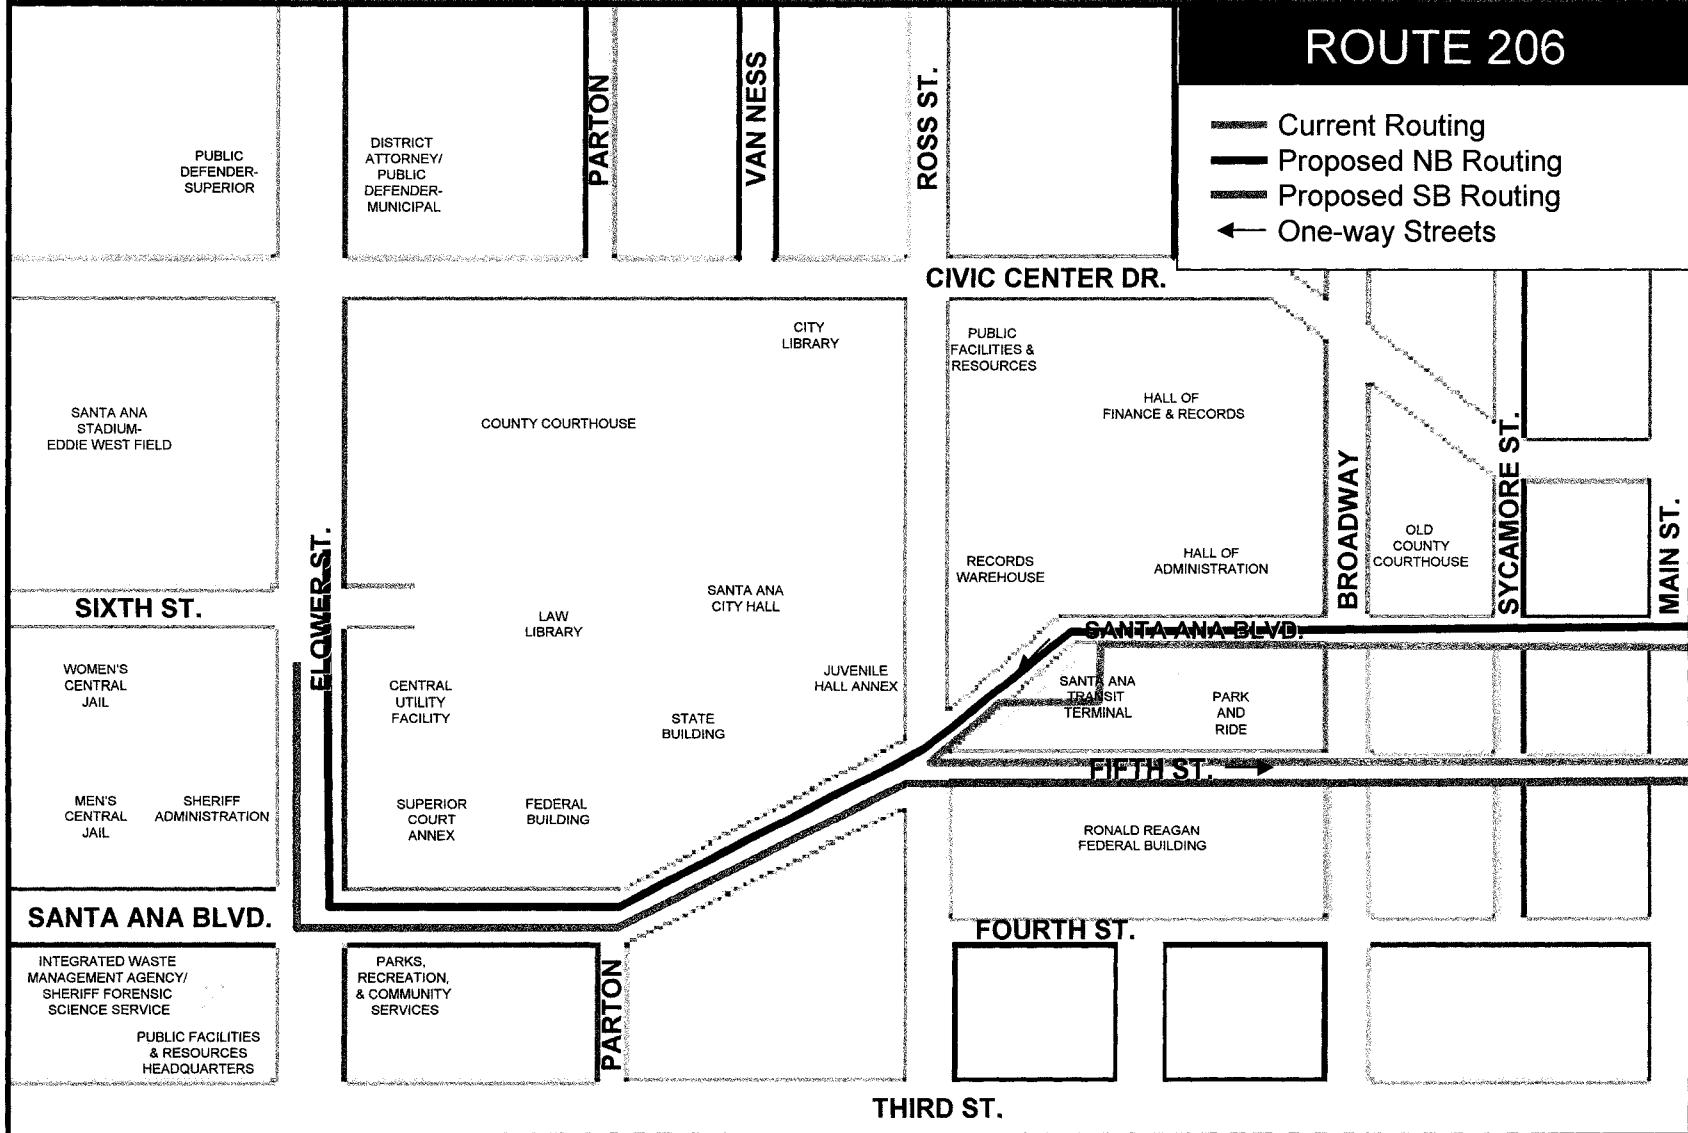 ROUTE 206
Current Routing
Proposed NB Routing
Proposed SB Routing
One-way Streets
PARTON
VAN NESS
ROSS ST.
PUBLIC
DEFENDER-
SUPERIOR
DISTRICT
ATTORNEY/
PUBLIC
DEFENDER-
MUNICIPAL
CIVIC CENTER DR.
CITY
LIBRARY
PUBLIC
FACILITIES &
RESOURCES
HALL OF
FINANCE & RECORDS
SANTA ANA
STADIUM-
EDDIE WEST FIELD
COUNTY COURTHOUSE
BROADWAY
SYCAMORE ST.
MAIN ST.
OLD
COUNTY
COURTHOUSE
RECORDS
WAREHOUSE
HALL OF
ADMINISTRATION
FLOWER ST.
SIXTH ST.
LAW
LIBRARY
SANTA ANA
CITY HALL
SANTA ANA BLVD.
WOMEN'S
CENTRAL
JAIL
CENTRAL
UTILITY
FACILITY
STATE
BUILDING
JUVENILE
HALL ANNEX
SANTA ANA
TRANSIT
TERMINAL
PARK
AND
RIDE
FIFTH ST.
MEN'S
CENTRAL
JAIL
SHERIFF
ADMINISTRATION
SUPERIOR
COURT
ANNEX
FEDERAL
BUILDING
RONALD REAGAN
FEDERAL BUILDING
SANTA ANA BLVD.
FOURTH ST.
INTEGRATED WASTE
MANAGEMENT AGENCY/
SHERIFF FORENSIC
SCIENCE SERVICE
PUBLIC FACILITIES
& RESOURCES
HEADQUARTERS
PARKS,
RECREATION,
& COMMUNITY
SERVICES
PARTON
THIRD ST.